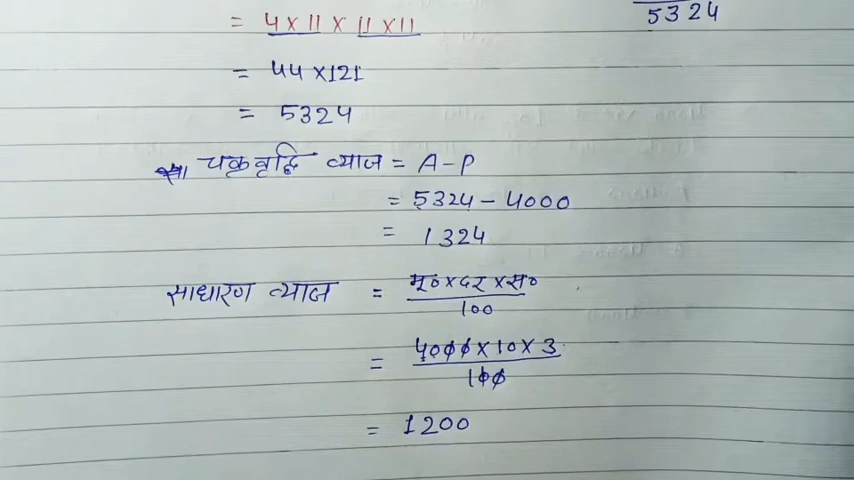 = 4 × 11 × 11 × 11
5324
= 44 × 121
= 5324
चक्रवृद्धि व्याज = A - P
= 5324 - 4000
= 1324
साधारण व्याज = मू० × दर × स०
100
= 4000 × 10 × 3
100
= 1200